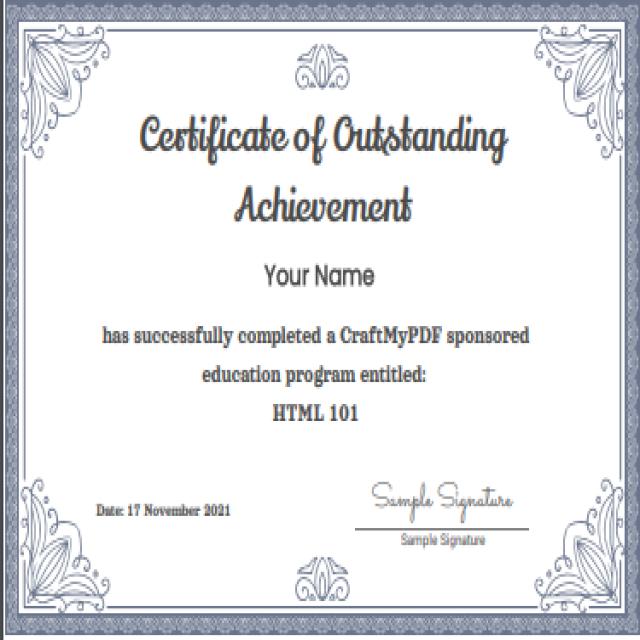 Certificate of Outstanding
Achievement
Your Name
has successfully completed a CraftMyPDF sponsored
education program entitled:
HTML 101
Date: 17 November 2021
Sample Signature
Sample Signature